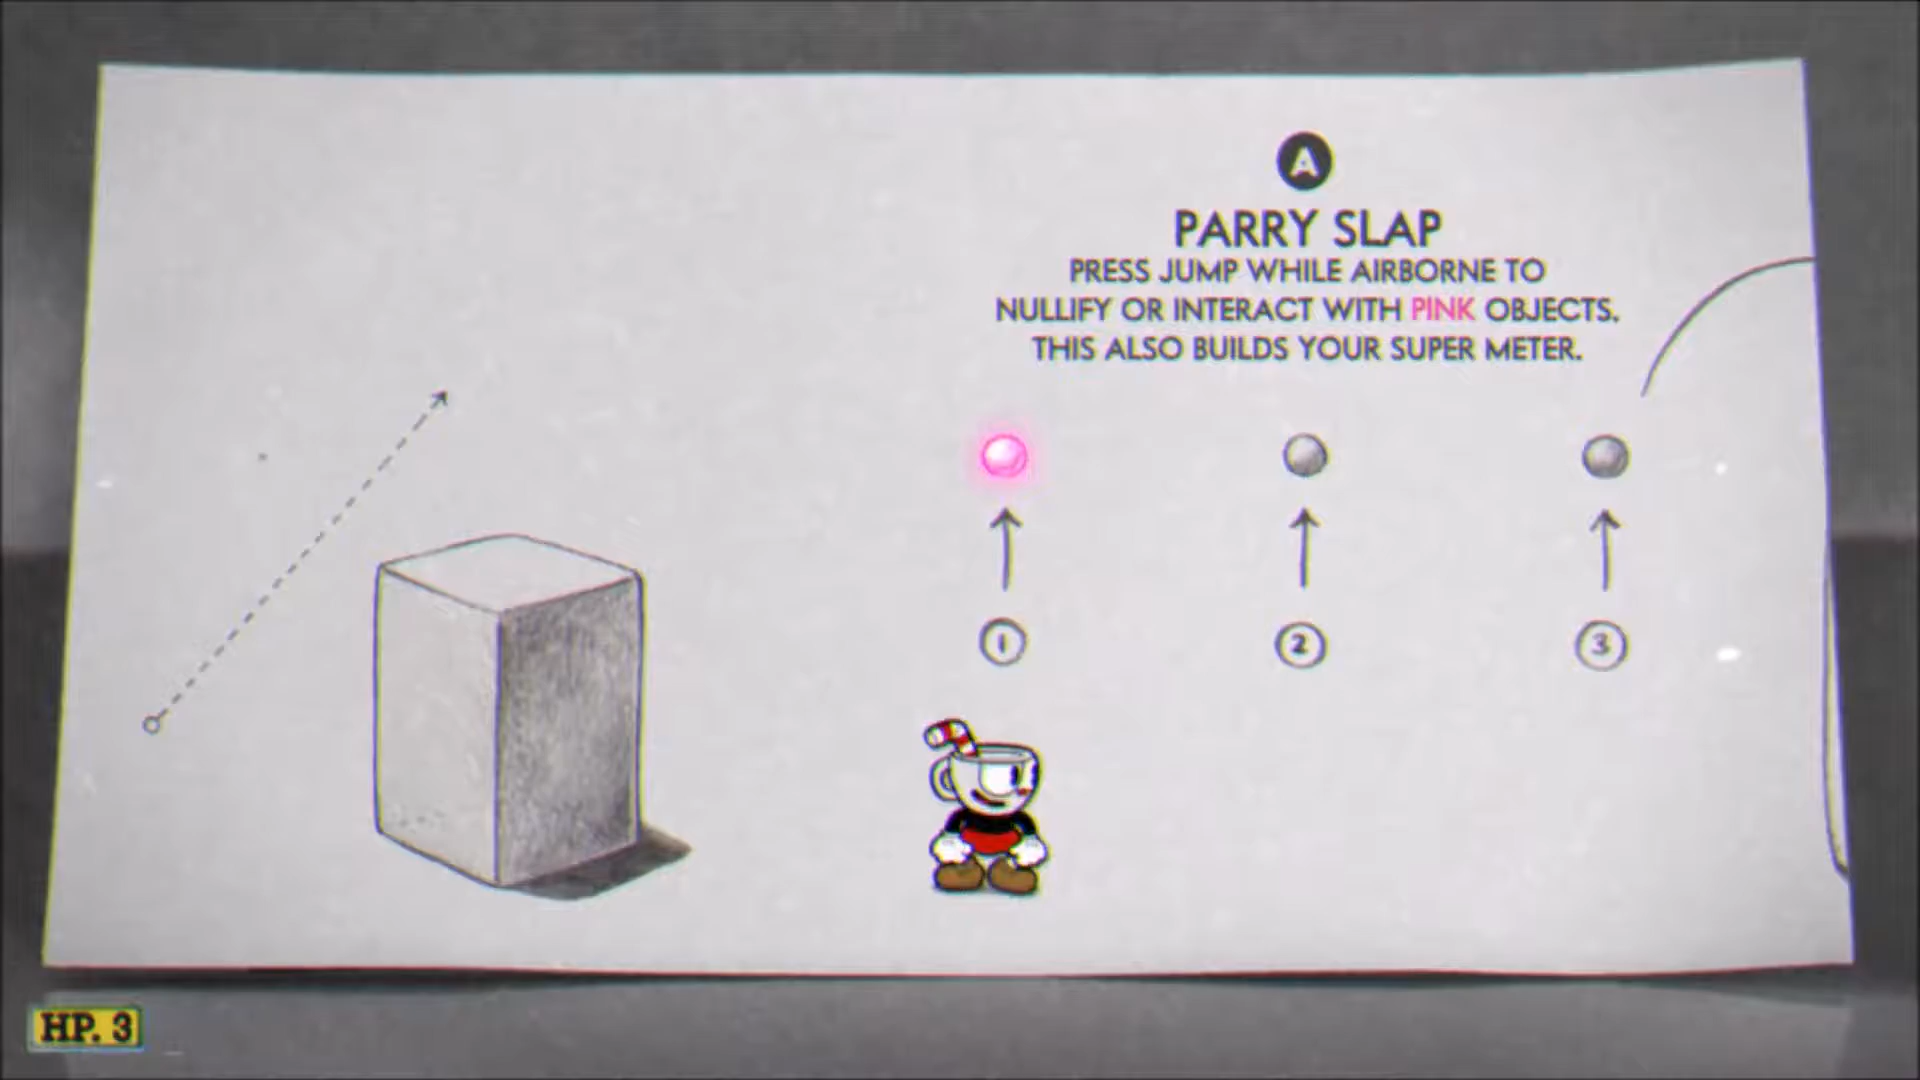 A
PARRY SLAP
PRESS JUMP WHILE AIRBORNE TO
NULLIFY OR INTERACT WITH PINK OBJECTS.
THIS ALSO BUILDS YOUR SUPER METER.
1 2 3
HP. 3